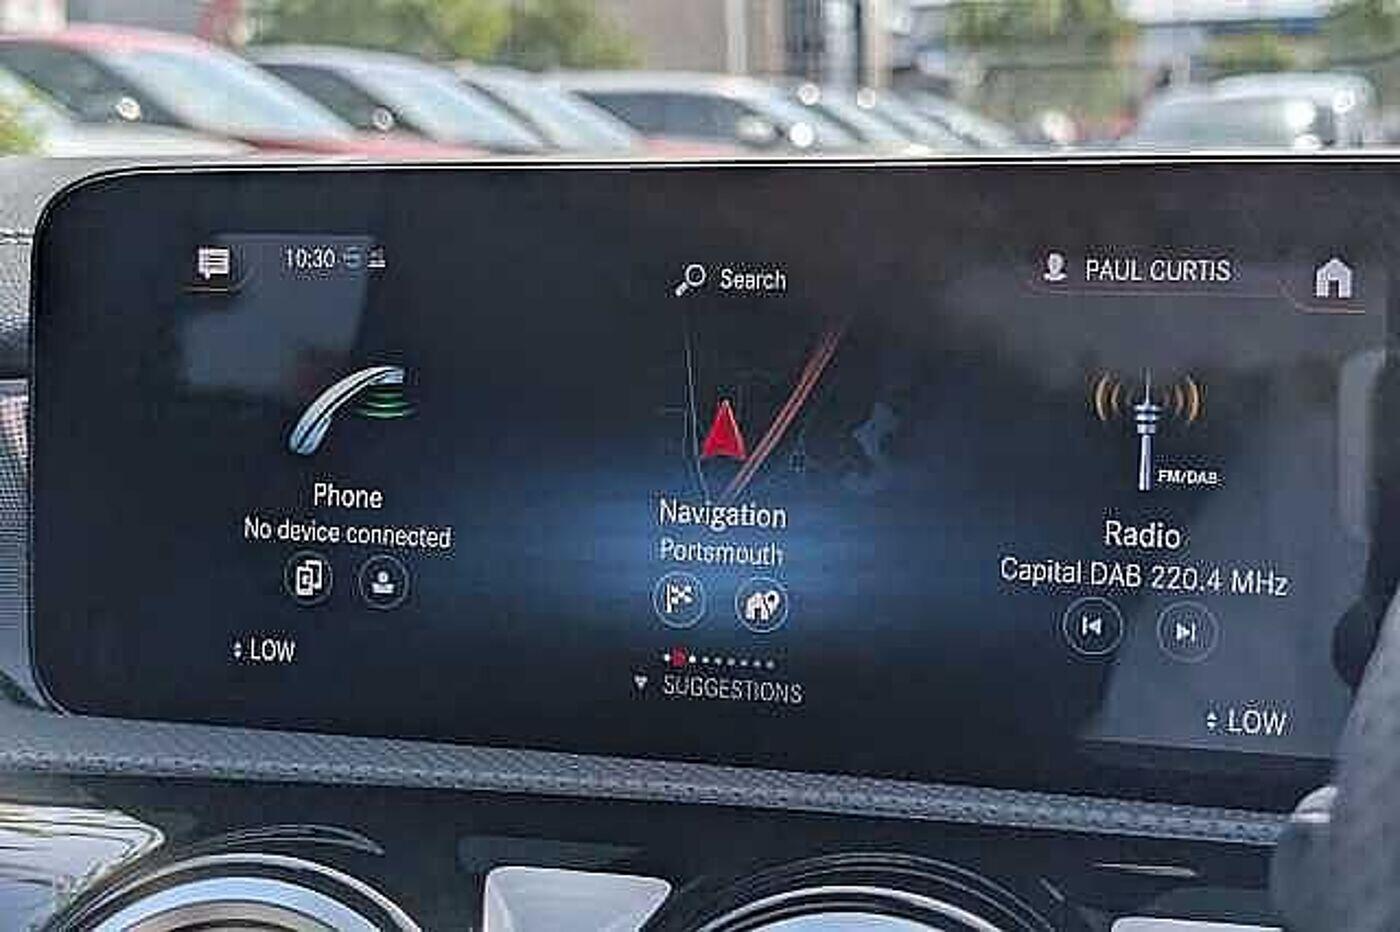 10:30
Search
PAUL CURTIS
FM/DAB
Phone
No device connected
Navigation
Portsmouth
Radio
Capital DAB 220.4 MHz
LOW
SUGGESTIONS
LOW